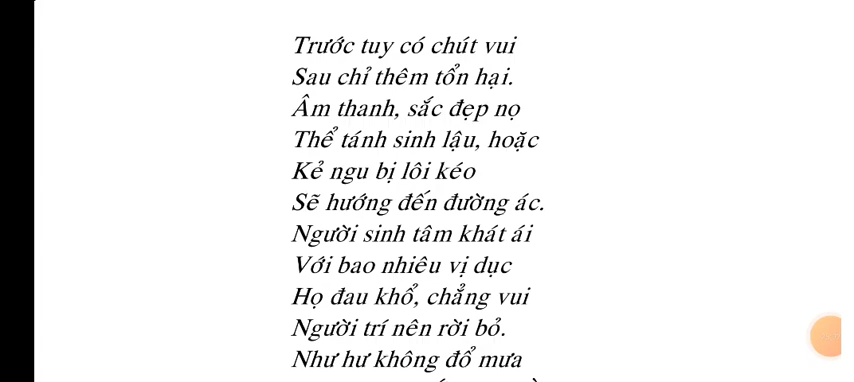 Trước tuy có chút vui
Sau chỉ thêm tổn hại.
Âm thanh, sắc đẹp nọ
Thể tánh sinh lậu, hoặc
Kẻ ngu bị lôi kéo
Sẽ hướng đến đường ác.
Người sinh tâm khát ái
Với bao nhiêu vị dục
Họ đau khổ, chẳng vui
Người trí nên rời bỏ.
Như hư không đổ mưa